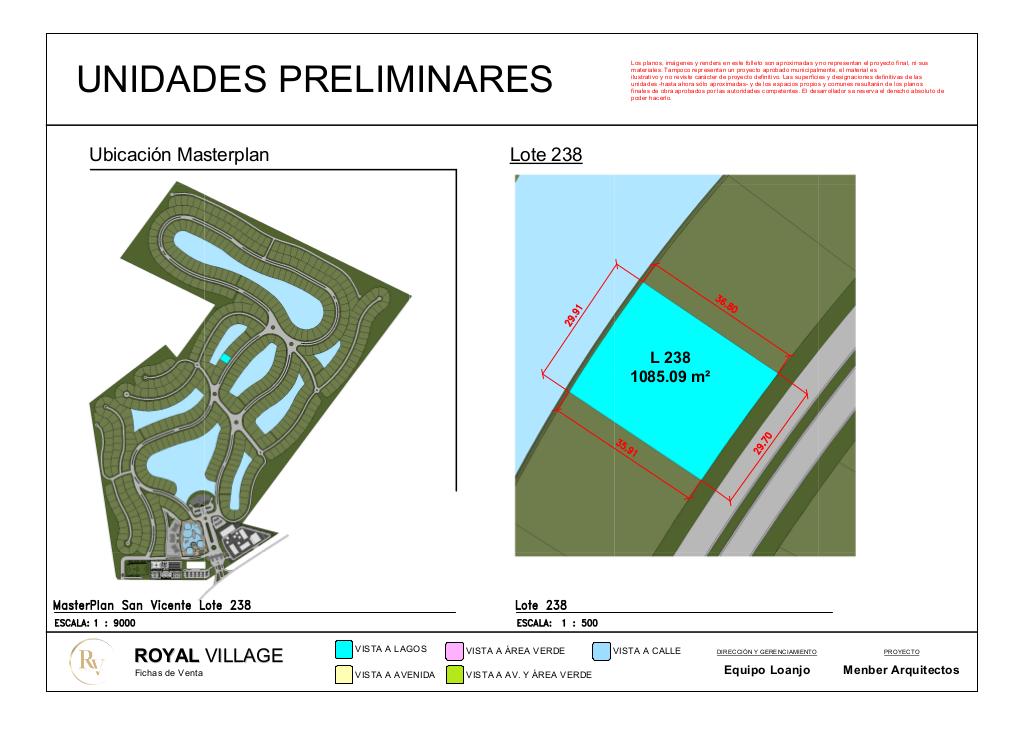 UNIDADES PRELIMINARES
Los planos, imágenes y renders en este folleto son aproximadas y no representan el proyecto final, ni sus
materiales. Tampoco representan un proyecto aprobado municipalmente, el material es
ilustrativo y no reviste carácter de proyecto definitivo. Las superficies y designaciones definitivas de las
unidades -hasta ahora sólo aproximadas- y de los espacios propios y comunes resultarán de los planos
finales de obra aprobados por las autoridades competentes. El desarrollador se reserva el derecho absoluto de
poder hacerlo.
Ubicación Masterplan
Lote 238
29.91
36.80
L 238
1085.09 m²
35.91
29.70
MasterPlan San Vicente Lote 238
ESCALA: 1 : 9000
Lote 238
ESCALA: 1 : 500
RV
ROYAL VILLAGE
Fichas de Venta
VISTA A LAGOS
VISTA A ÁREA VERDE
VISTA A CALLE
VISTA A AVENIDA
VISTA A AV. Y ÁREA VERDE
DIRECCIÓN Y GERENCIAMIENTO
Equipo Loanjo
PROYECTO
Menber Arquitectos